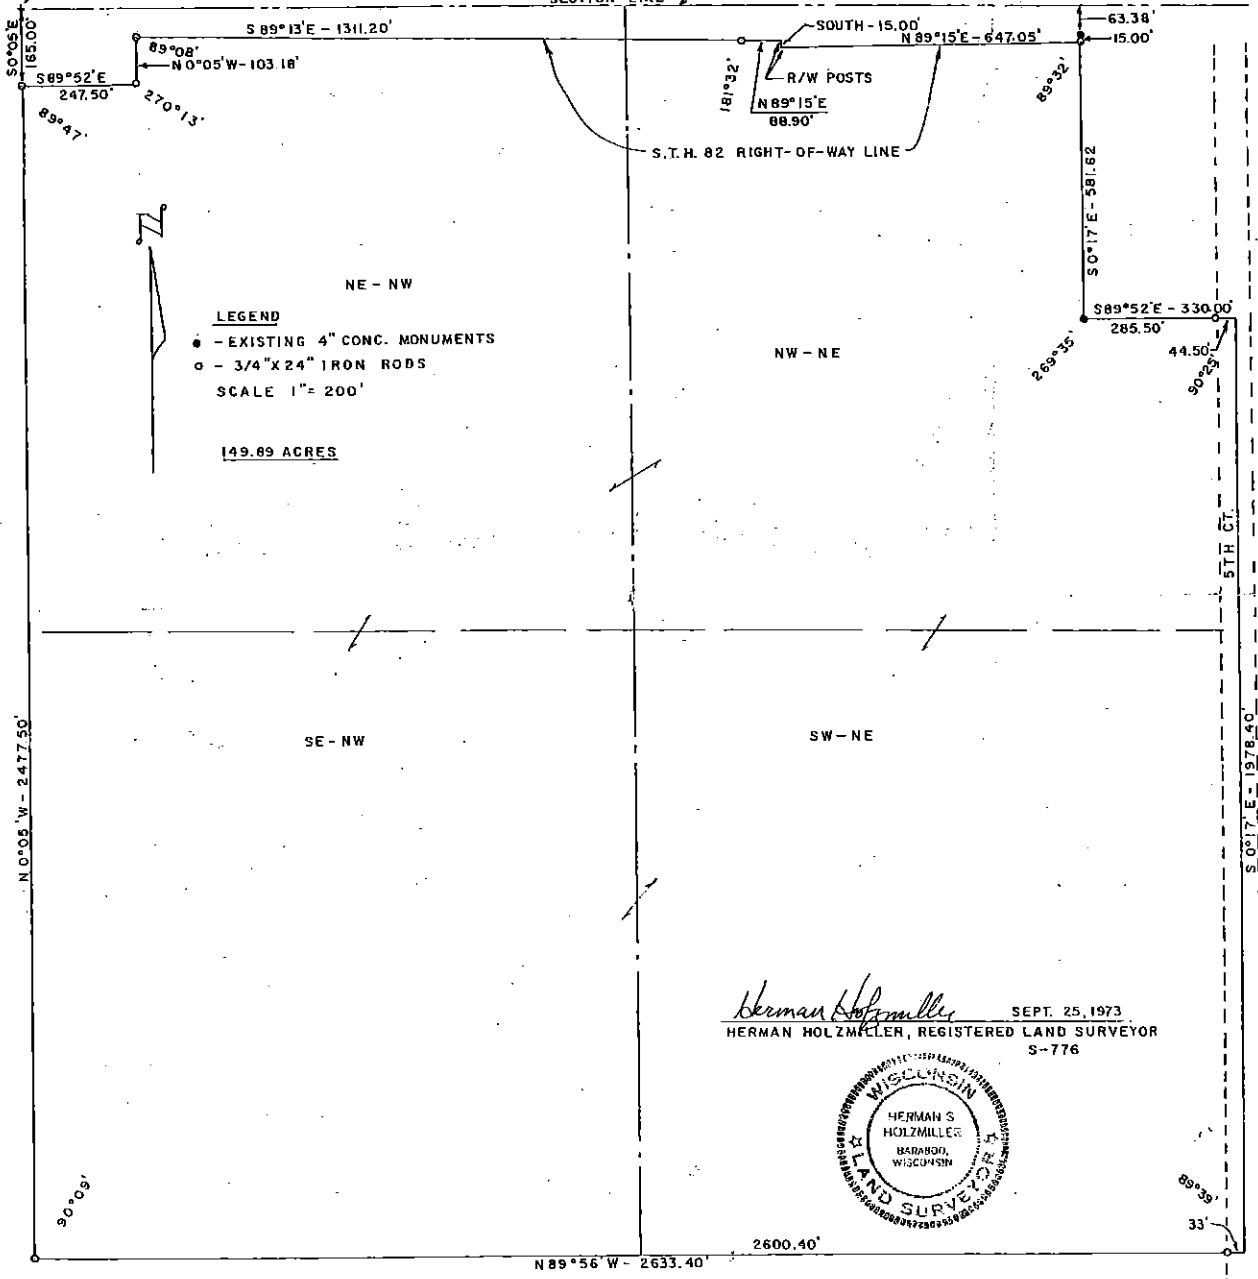 SECTION LINE
S 0°05'E
165.00'
S 89°13'E - 1311.20'
SOUTH - 15.00'
N 89°15'E - 647.05'
63.38'
15.00'
89°08'
N 0°05'W - 103.18'
S 89°52'E
247.50'
270°13'
89°47'
181°32'
R/W POSTS
N 89°15'E
88.90'
89°32'
S.T.H. 82 RIGHT-OF-WAY LINE
S 0°17'E - 581.62
N
NE - NW
LEGEND
- EXISTING 4" CONC. MONUMENTS
- 3/4" X 24" IRON RODS
SCALE 1" = 200'
149.89 ACRES
NW - NE
S 89°52'E - 330.00'
285.50'
269°35'
44.50'
90°25'
5TH CT.
SE - NW
SW - NE
N 0°05'W - 2477.50'
S 0°17'E - 1978.40'
Herman Holzmiller
SEPT. 25, 1973
HERMAN HOLZMILLER, REGISTERED LAND SURVEYOR
S-776
WISCONSIN
HERMAN S
HOLZMILLER
BARABOO,
WISCONSIN
LAND SURVEYOR
90°09'
89°39'
33'
2600.40'
N 89°56'W - 2633.40'